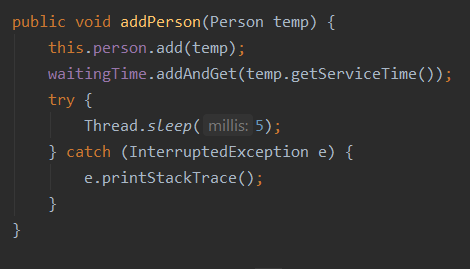 public void addPerson(Person temp) {
    this.person.add(temp);
    waitingTime.addAndGet(temp.getServiceTime());
    try {
        Thread.sleep( millis: 5);
    } catch (InterruptedException e) {
        e.printStackTrace();
    }
}